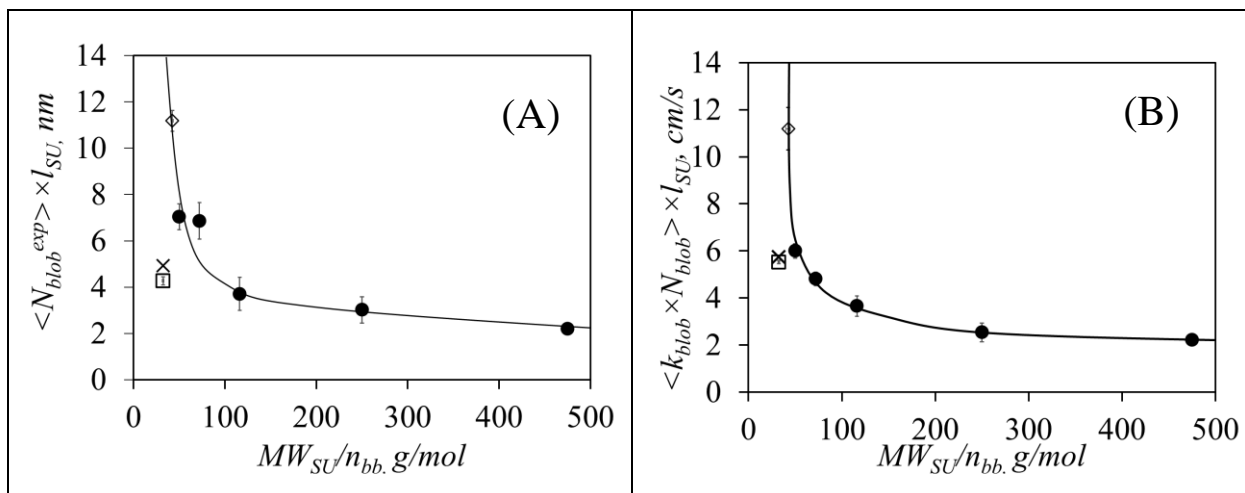 14
12
10
8
6
4
2
0
<N_blob^exp> ×l_SU, nm
(A)
0 100 200 300 400 500
MW_SU/n_bb. g/mol
14
12
10
8
6
4
2
0
<k_blob×N_blob> ×l_SU, cm/s
(B)
0 100 200 300 400 500
MW_SU/n_bb. g/mol